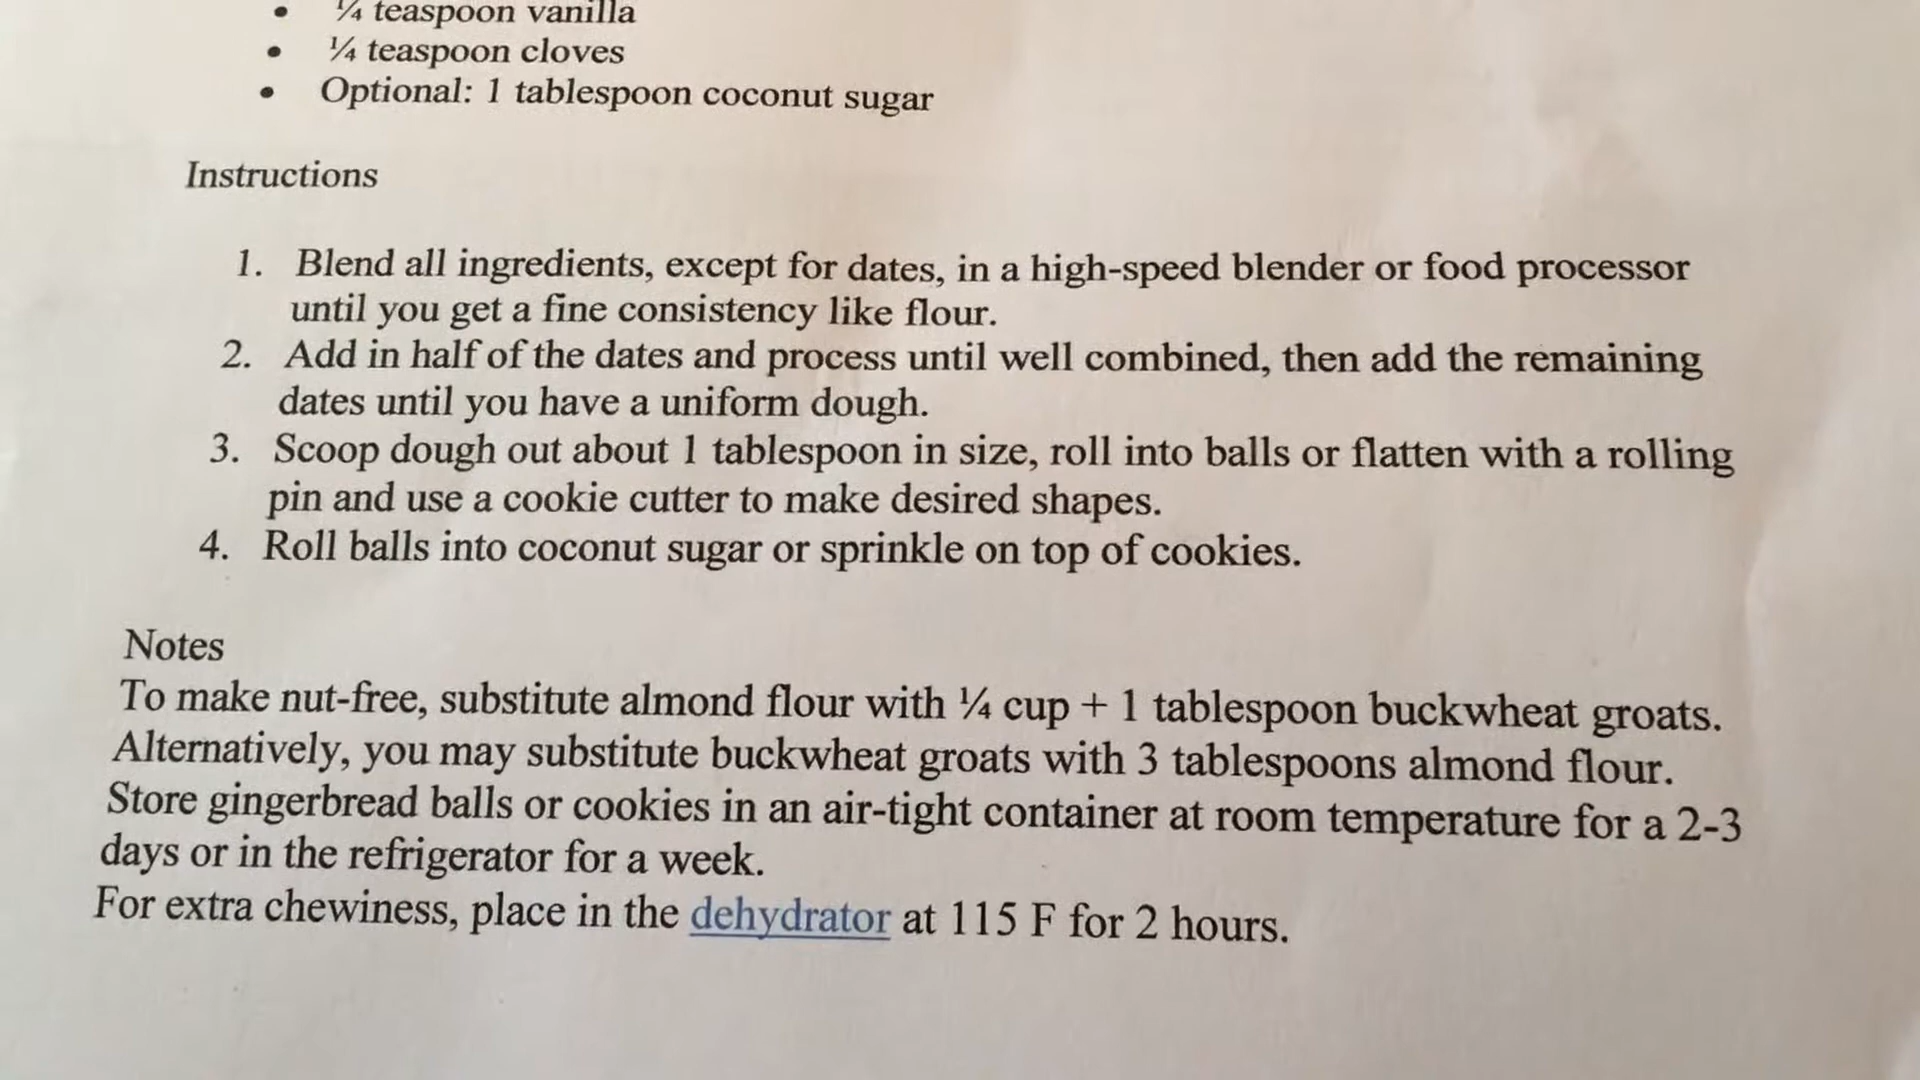 • ¼ teaspoon vanilla
• ¼ teaspoon cloves
• Optional: 1 tablespoon coconut sugar
Instructions
1. Blend all ingredients, except for dates, in a high-speed blender or food processor
until you get a fine consistency like flour.
2. Add in half of the dates and process until well combined, then add the remaining
dates until you have a uniform dough.
3. Scoop dough out about 1 tablespoon in size, roll into balls or flatten with a rolling
pin and use a cookie cutter to make desired shapes.
4. Roll balls into coconut sugar or sprinkle on top of cookies.
Notes
To make nut-free, substitute almond flour with ¼ cup + 1 tablespoon buckwheat groats.
Alternatively, you may substitute buckwheat groats with 3 tablespoons almond flour.
Store gingerbread balls or cookies in an air-tight container at room temperature for a 2-3
days or in the refrigerator for a week.
For extra chewiness, place in the dehydrator at 115 F for 2 hours.